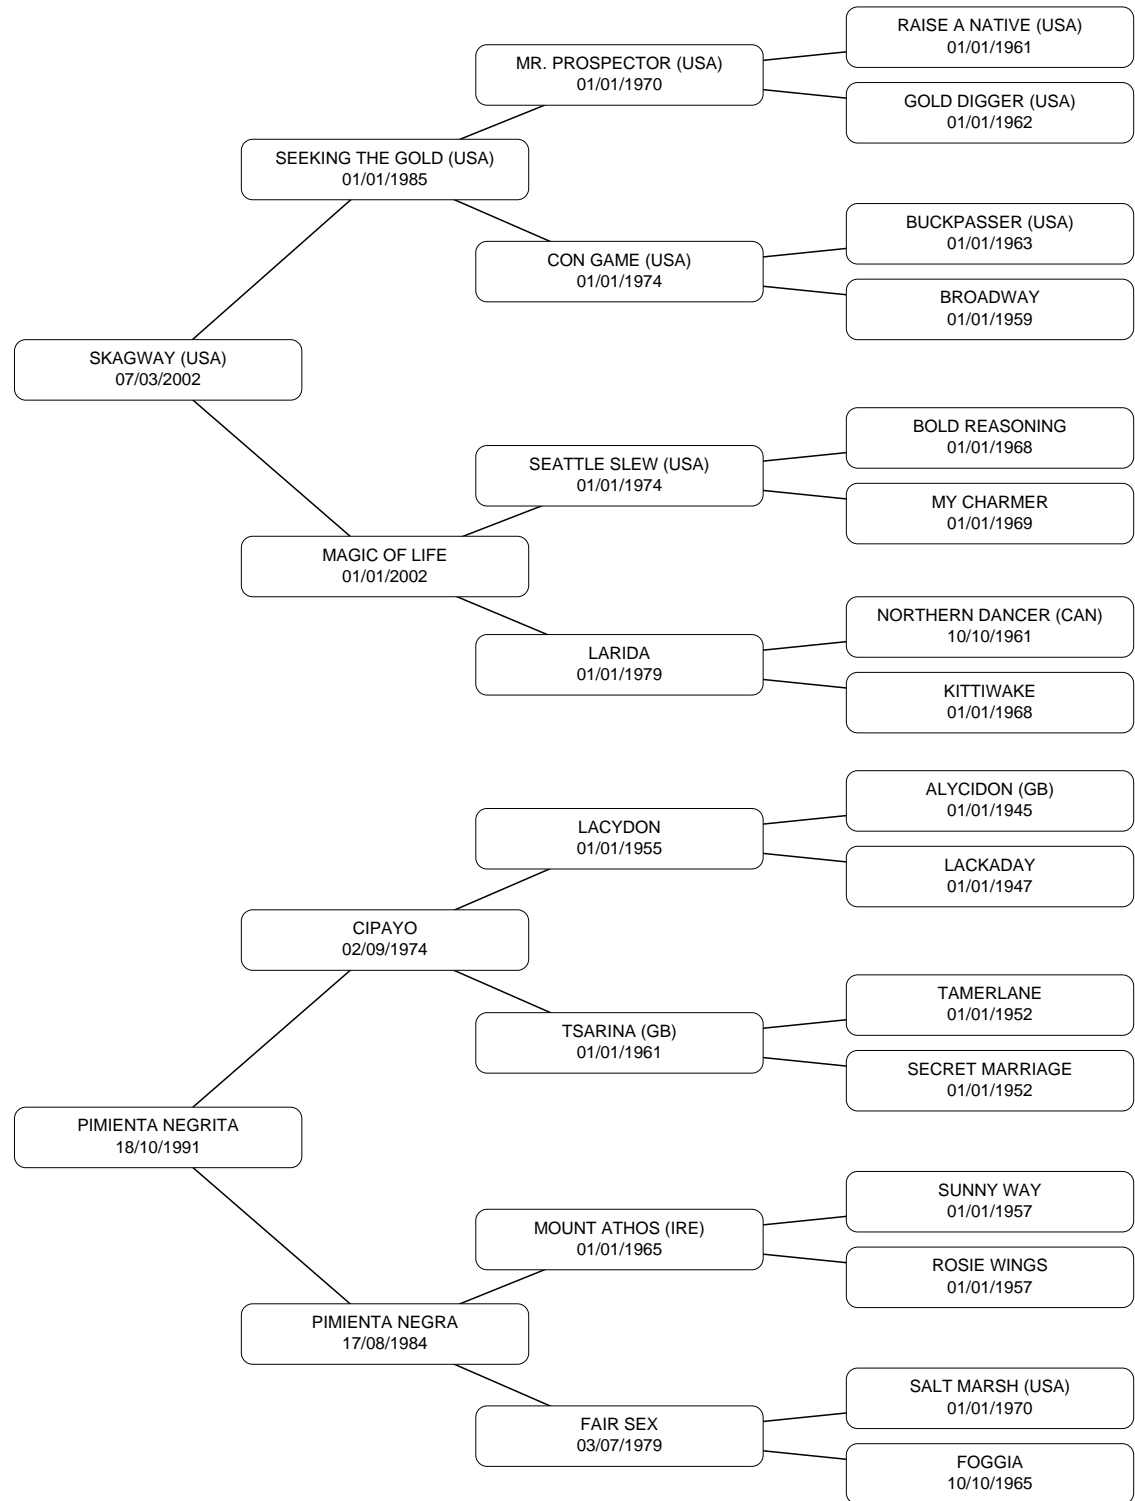 RAISE A NATIVE (USA)
01/01/1961
MR. PROSPECTOR (USA)
01/01/1970
GOLD DIGGER (USA)
01/01/1962
SEEKING THE GOLD (USA)
01/01/1985
BUCKPASSER (USA)
01/01/1963
CON GAME (USA)
01/01/1974
BROADWAY
01/01/1959
SKAGWAY (USA)
07/03/2002
BOLD REASONING
01/01/1968
SEATTLE SLEW (USA)
01/01/1974
MY CHARMER
01/01/1969
MAGIC OF LIFE
01/01/2002
NORTHERN DANCER (CAN)
10/10/1961
LARIDA
01/01/1979
KITTIWAKE
01/01/1968
ALYCIDON (GB)
01/01/1945
LACYDON
01/01/1955
LACKADAY
01/01/1947
CIPAYO
02/09/1974
TAMERLANE
01/01/1952
TSARINA (GB)
01/01/1961
SECRET MARRIAGE
01/01/1952
PIMIENTA NEGRITA
18/10/1991
SUNNY WAY
01/01/1957
MOUNT ATHOS (IRE)
01/01/1965
ROSIE WINGS
01/01/1957
PIMIENTA NEGRA
17/08/1984
SALT MARSH (USA)
01/01/1970
FAIR SEX
03/07/1979
FOGGIA
10/10/1965